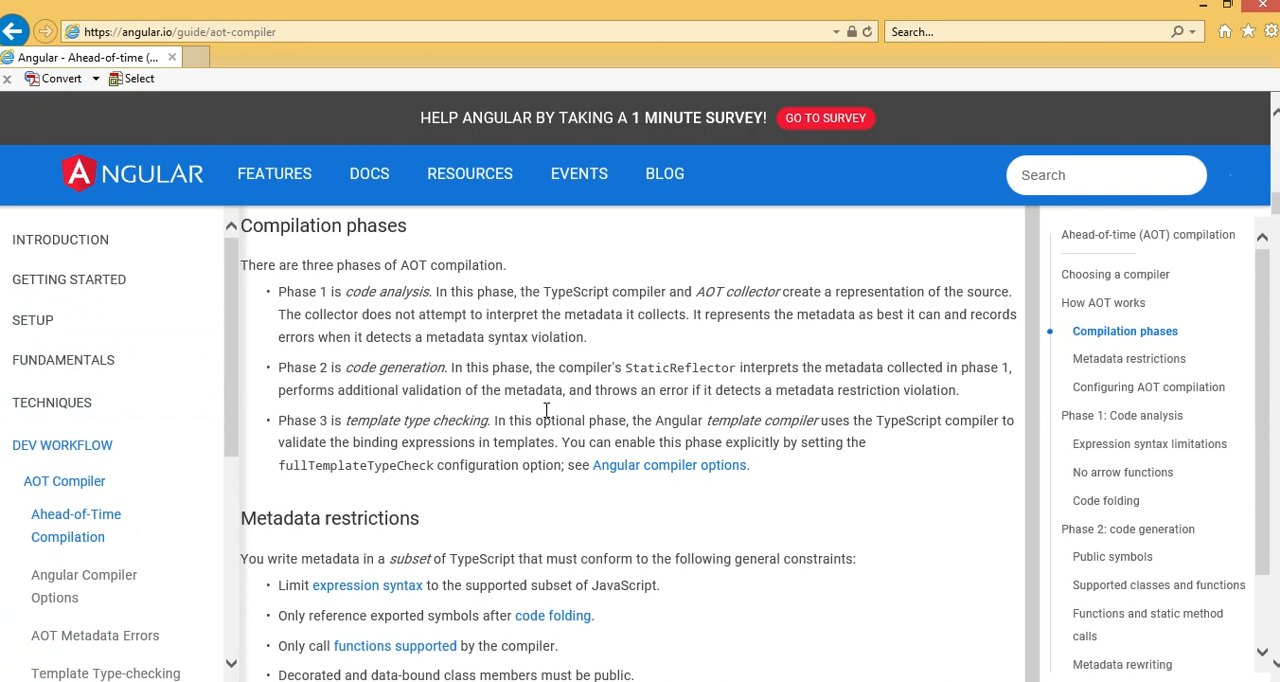 https://angular.io/guide/aot-compiler
Search...
Angular - Ahead-of-time (...
Convert
Select
HELP ANGULAR BY TAKING A 1 MINUTE SURVEY!
GO TO SURVEY
ANGULAR
FEATURES
DOCS
RESOURCES
EVENTS
BLOG
Search
INTRODUCTION
GETTING STARTED
SETUP
FUNDAMENTALS
TECHNIQUES
DEV WORKFLOW
AOT Compiler
Ahead-of-Time
Compilation
Angular Compiler
Options
AOT Metadata Errors
Template Type-checking
Compilation phases
There are three phases of AOT compilation.
• Phase 1 is code analysis. In this phase, the TypeScript compiler and AOT collector create a representation of the source.
The collector does not attempt to interpret the metadata it collects. It represents the metadata as best it can and records
errors when it detects a metadata syntax violation.
• Phase 2 is code generation. In this phase, the compiler's StaticReflector interprets the metadata collected in phase 1,
performs additional validation of the metadata, and throws an error if it detects a metadata restriction violation.
• Phase 3 is template type checking. In this optional phase, the Angular template compiler uses the TypeScript compiler to
validate the binding expressions in templates. You can enable this phase explicitly by setting the
fullTemplateTypeCheck configuration option; see Angular compiler options.
Metadata restrictions
You write metadata in a subset of TypeScript that must conform to the following general constraints:
• Limit expression syntax to the supported subset of JavaScript.
• Only reference exported symbols after code folding.
• Only call functions supported by the compiler.
• Decorated and data-bound class members must be public.
Ahead-of-time (AOT) compilation
Choosing a compiler
How AOT works
Compilation phases
Metadata restrictions
Configuring AOT compilation
Phase 1: Code analysis
Expression syntax limitations
No arrow functions
Code folding
Phase 2: code generation
Public symbols
Supported classes and functions
Functions and static method
calls
Metadata rewriting